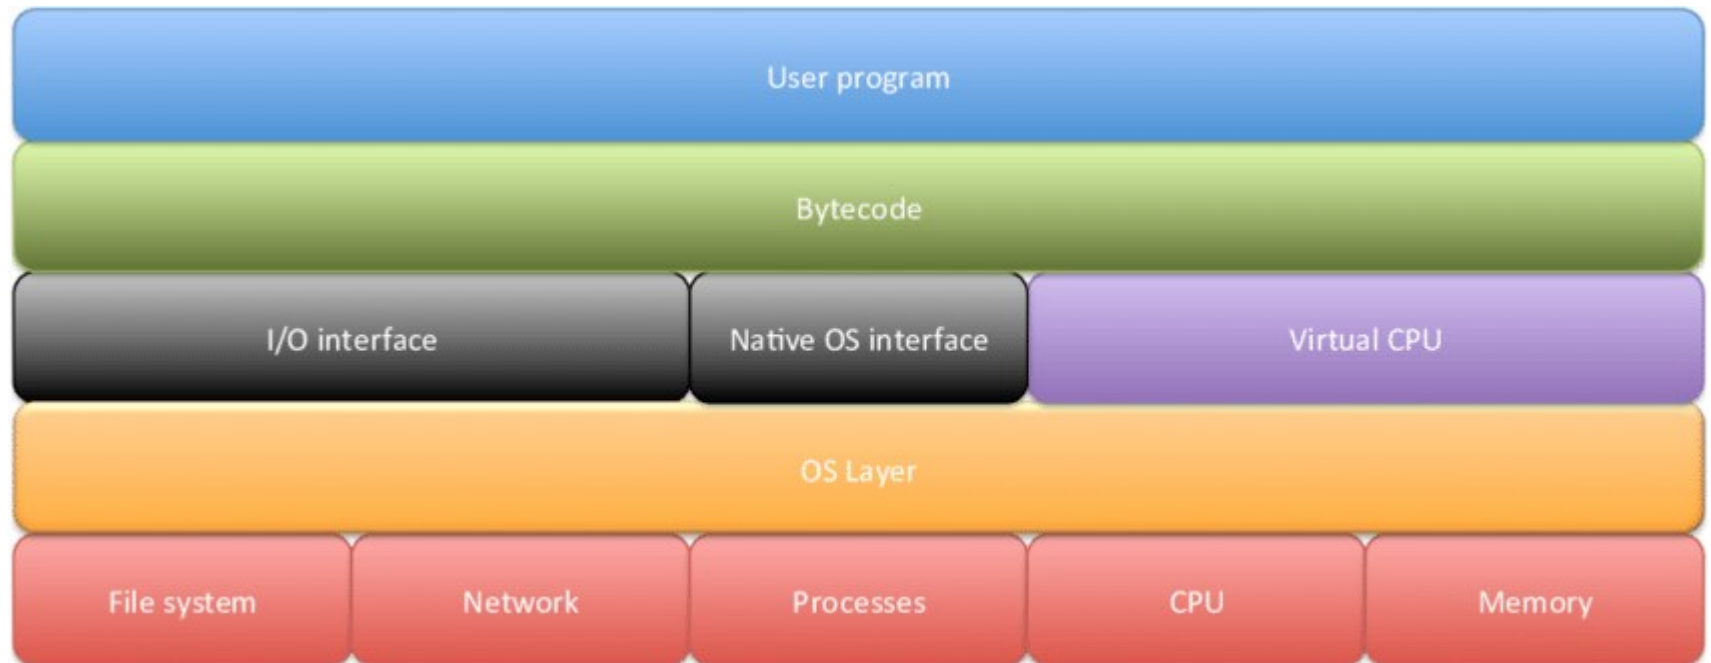 User program
Bytecode
I/O interface
Native OS interface
Virtual CPU
OS Layer
File system
Network
Processes
CPU
Memory